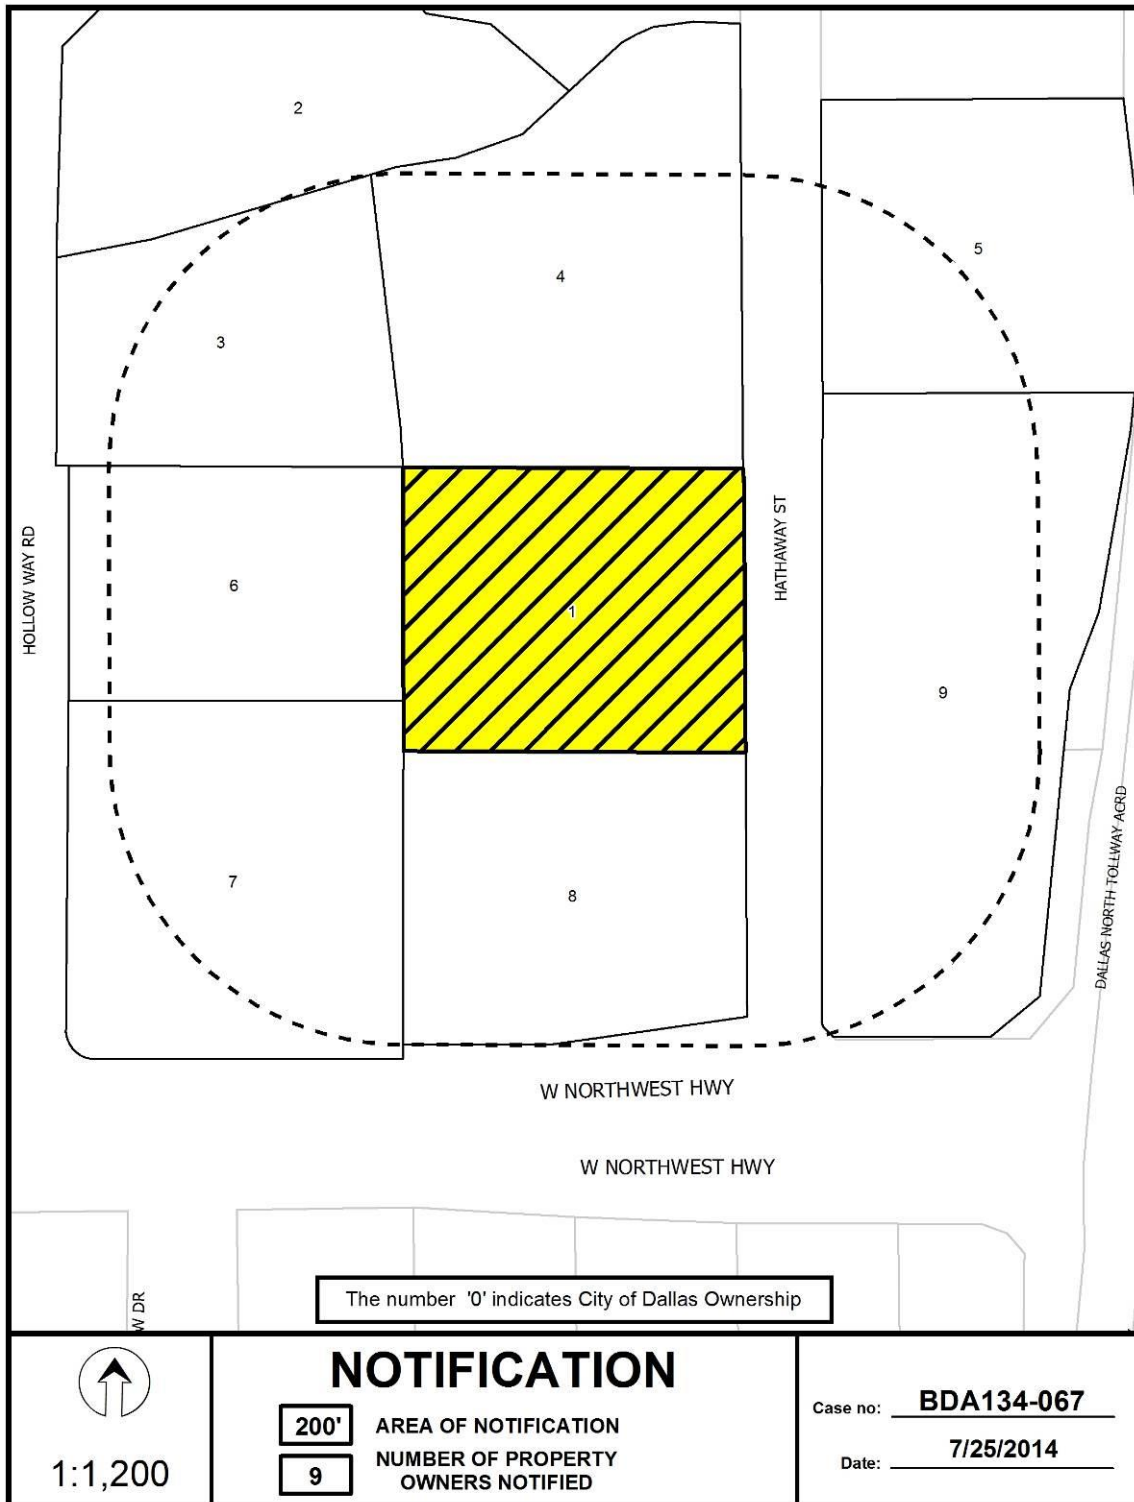 2
5
4
3
HOLLOW WAY RD
6
1
HATHAWAY ST
9
7
8
DALLAS NORTH TOLLWAY ACRD
W NORTHWEST HWY
W NORTHWEST HWY
W DR
The number '0' indicates City of Dallas Ownership
1:1,200
NOTIFICATION
200' AREA OF NOTIFICATION
9 NUMBER OF PROPERTY
OWNERS NOTIFIED
Case no: BDA134-067
Date: 7/25/2014